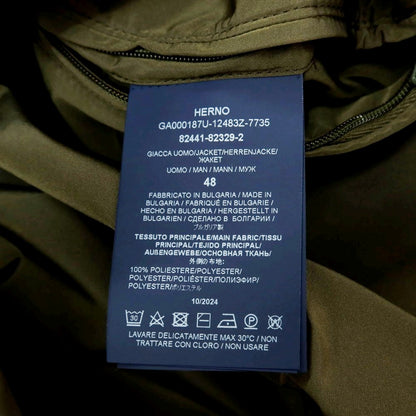 HERNO
GA000187U-12483Z-7735
82441-82329-2
GIACCA UOMO/JACKET/HERRENJACKE/
ЖАКЕТ
UOMO / MAN / MANN / МУЖ
48
FABBRICATO IN BULGARIA / MADE IN
BULGARIA / FABRIQUÉ EN BULGARIE /
HECHO EN BULGARIA / HERGESTELLT IN
BULGARIEN / СДЕЛАНО В БОЛГАРИИ /
ブルガリア製
TESSUTO PRINCIPALE/MAIN FABRIC/TISSU
PRINCIPAL/TEJIDO PRINCIPAL/
AUßENGEWEBE/ОСНОВНАЯ ТКАНЬ/
外側の布地/
100% POLIESTERE/POLYESTER/
POLYESTER/POLIÉSTER/ПОЛИЭФИР/
POLYESTER/ポリエステル
10/2024
30
LAVARE DELICATAMENTE MAX 30°C / NON
TRATTARE CON CLORO / NON USARE